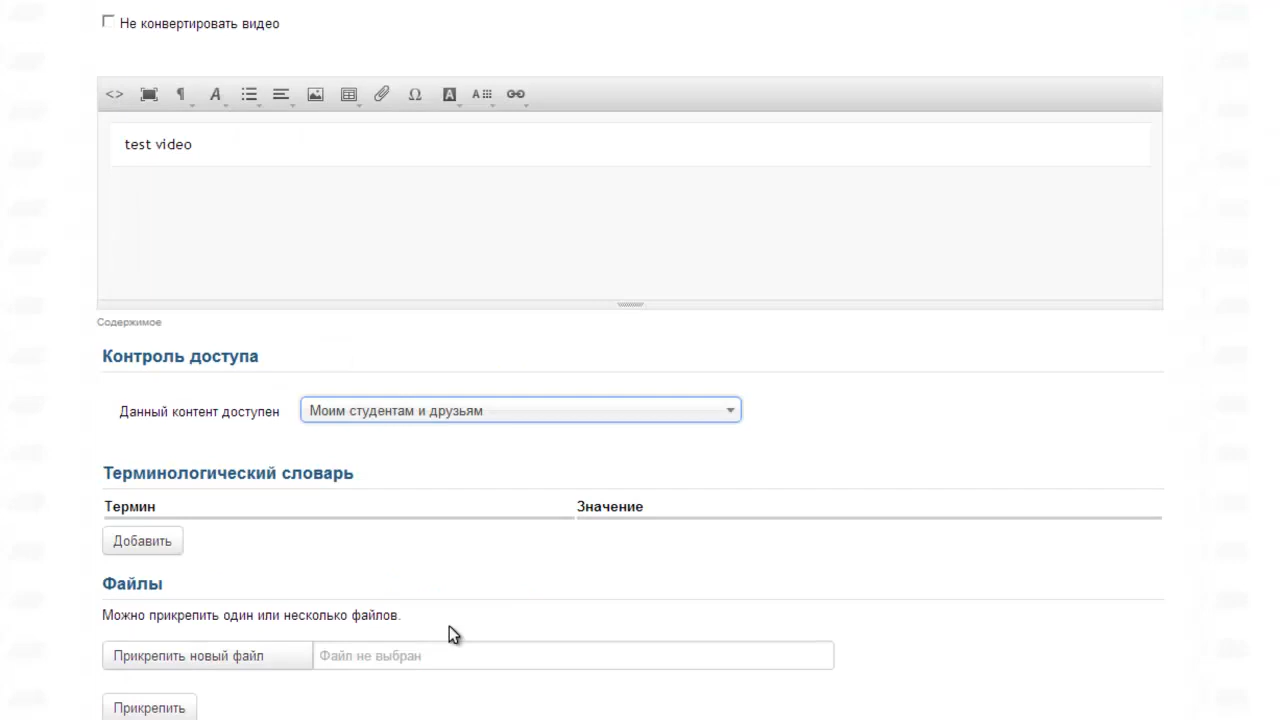 Не конвертировать видео
test video
Содержимое
Контроль доступа
Данный контент доступен Моим студентам и друзьям
Терминологический словарь
Термин Значение
Добавить
Файлы
Можно прикрепить один или несколько файлов.
Прикрепить новый файл Файл не выбран
Прикрепить